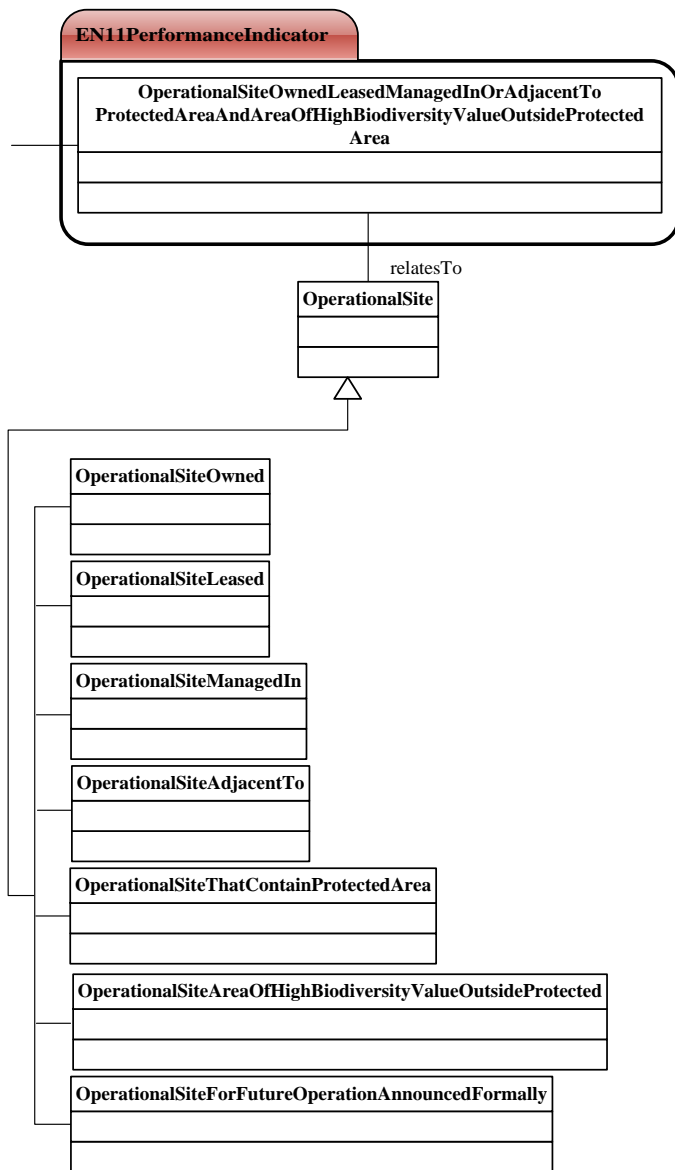 EN11PerformanceIndicator
OperationalSiteOwnedLeasedManagedInOrAdjacentTo
ProtectedAreaAndAreaOfHighBiodiversityValueOutsideProtected
Area
relatesTo
OperationalSite
OperationalSiteOwned
OperationalSiteLeased
OperationalSiteManagedIn
OperationalSiteAdjacentTo
OperationalSiteThatContainProtectedArea
OperationalSiteAreaOfHighBiodiversityValueOutsideProtected
OperationalSiteForFutureOperationAnnouncedFormally